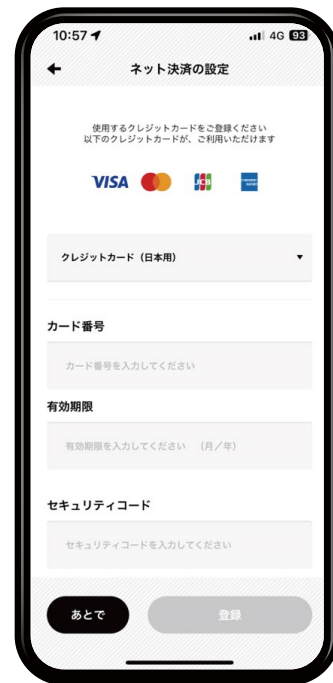 10:57
4G 93
ネット決済の設定
使用するクレジットカードをご登録ください
以下のクレジットカードが、ご利用いただけます
VISA
JCB
クレジットカード（日本用）
カード番号
カード番号を入力してください
有効期限
有効期限を入力してください （月／年）
セキュリティコード
セキュリティコードを入力してください
あとで
登録